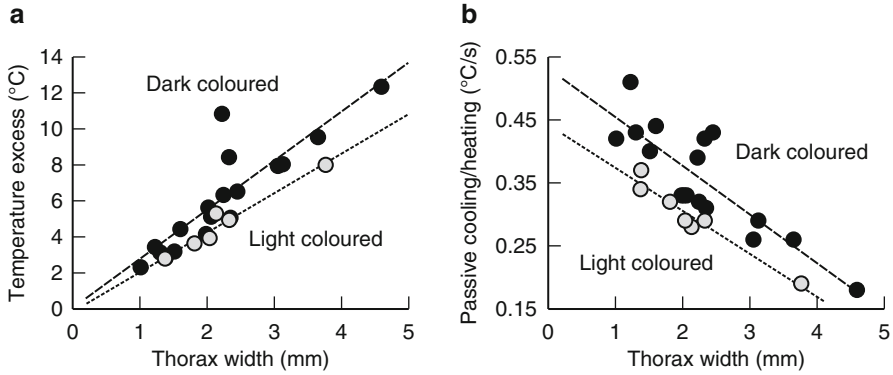 a
Temperature excess (°C)
14
12
10
8
6
4
2
0
Dark coloured
Light coloured
0 1 2 3 4 5
Thorax width (mm)
b
Passive cooling/heating (°C/s)
0.55
0.45
0.35
0.25
0.15
Dark coloured
Light coloured
0 1 2 3 4 5
Thorax width (mm)